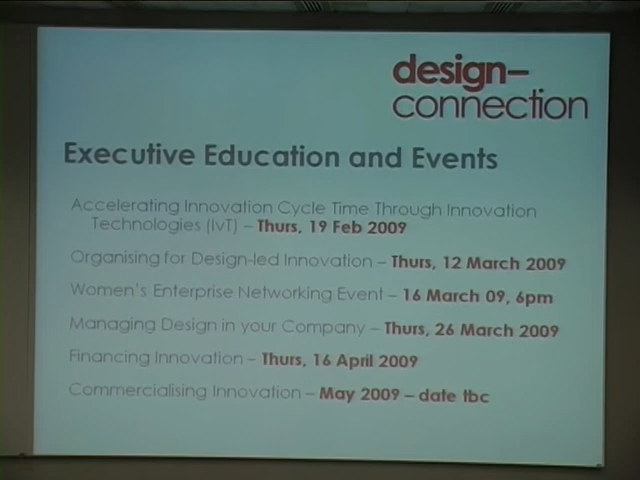 design–
connection
Executive Education and Events
Accelerating Innovation Cycle Time Through Innovation
Technologies (IvT) – Thurs, 19 Feb 2009
Organising for Design-led Innovation – Thurs, 12 March 2009
Women's Enterprise Networking Event – 16 March 09, 6pm
Managing Design in your Company – Thurs, 26 March 2009
Financing Innovation – Thurs, 16 April 2009
Commercialising Innovation – May 2009 – date tbc